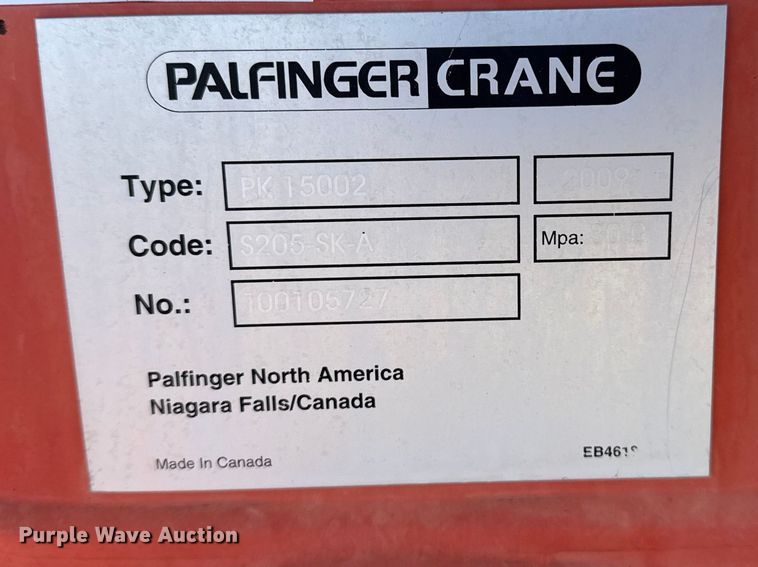 PALFINGER CRANE
Type: PK 15002 2009
Code: S205-SK-A Mpa:
No.: 100105727
Palfinger North America
Niagara Falls/Canada
Made In Canada
Purple Wave Auction